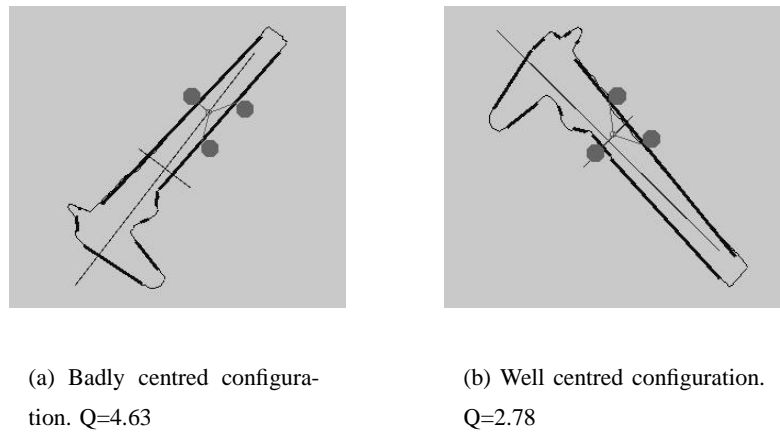 (a) Badly centred configura-
tion. Q=4.63
(b) Well centred configuration.
Q=2.78